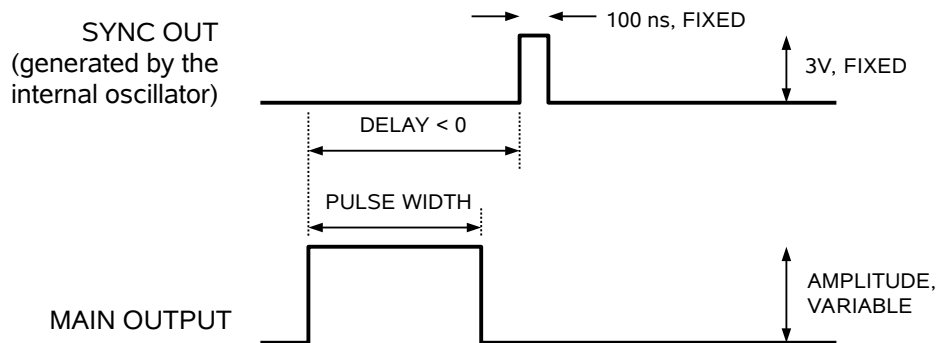 SYNC OUT
(generated by the
internal oscillator)
100 ns, FIXED
3V, FIXED
DELAY < 0
PULSE WIDTH
AMPLITUDE,
VARIABLE
MAIN OUTPUT